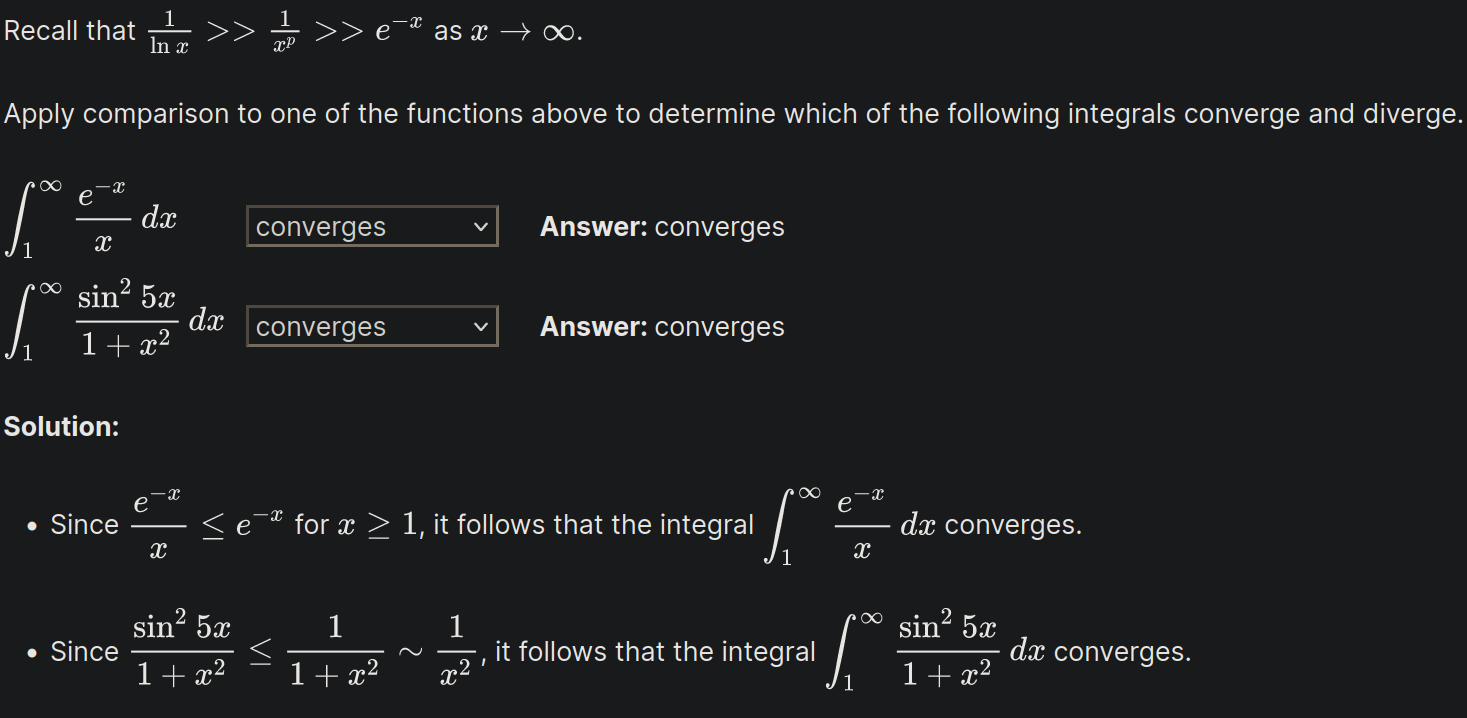 Recall that $\frac{1}{\ln x} >> \frac{1}{x^p} >> e^{-x}$ as $x \to \infty$.
Apply comparison to one of the functions above to determine which of the following integrals converge and diverge.
$\int_1^\infty \frac{e^{-x}}{x} \, dx$ converges Answer: converges
$\int_1^\infty \frac{\sin^2 5x}{1 + x^2} \, dx$ converges Answer: converges
Solution:
• Since $\frac{e^{-x}}{x} \leq e^{-x}$ for $x \geq 1$, it follows that the integral $\int_1^\infty \frac{e^{-x}}{x} \, dx$ converges.
• Since $\frac{\sin^2 5x}{1 + x^2} \leq \frac{1}{1 + x^2} \sim \frac{1}{x^2}$, it follows that the integral $\int_1^\infty \frac{\sin^2 5x}{1 + x^2} \, dx$ converges.